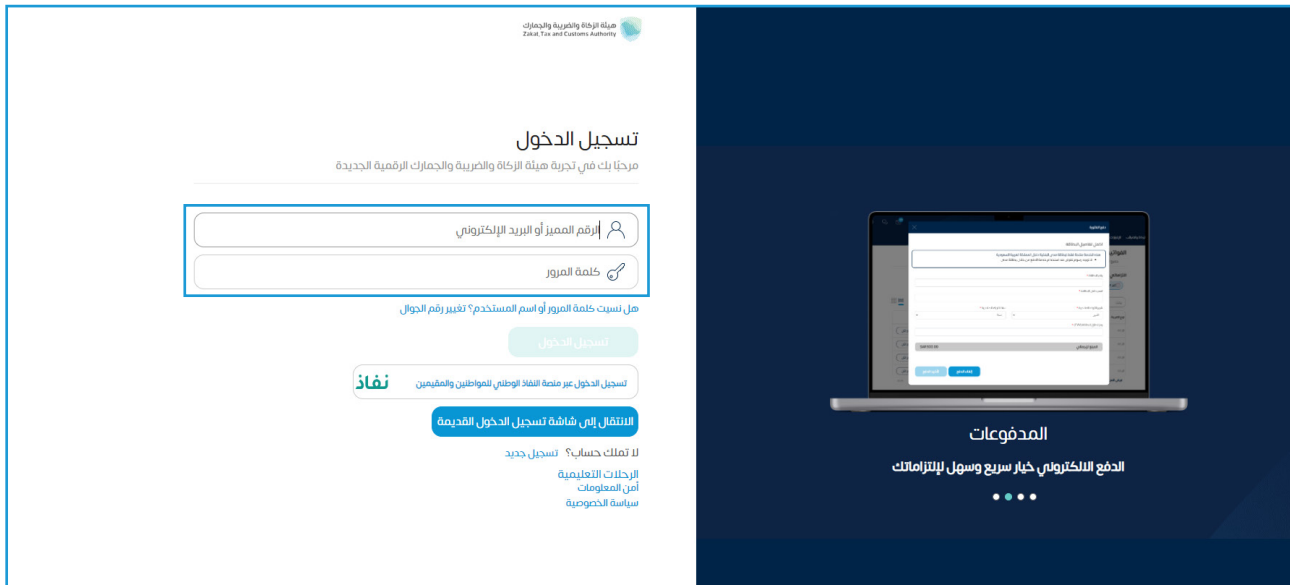 هيئة الزكاة والضريبة والجمارك
Zakat, Tax and Customs Authority
تسجيل الدخول
مرحبًا بك في تجربة هيئة الزكاة والضريبة والجمارك الرقمية الجديدة
الرقم المميز أو البريد الإلكتروني
كلمة المرور
هل نسيت كلمة المرور أو اسم المستخدم؟ تغيير رقم الجوال
تسجيل الدخول
تسجيل الدخول عبر منصة النفاذ الوطني للمواطنين والمقيمين نفاذ
الانتقال إلى شاشة تسجيل الدخول القديمة
لا تملك حساب؟ تسجيل جديد
الرحلات التعليمية
أمن المعلومات
سياسة الخصوصية
المدفوعات
الدفع الالكتروني خيار سريع وسهل لإلتزاماتك